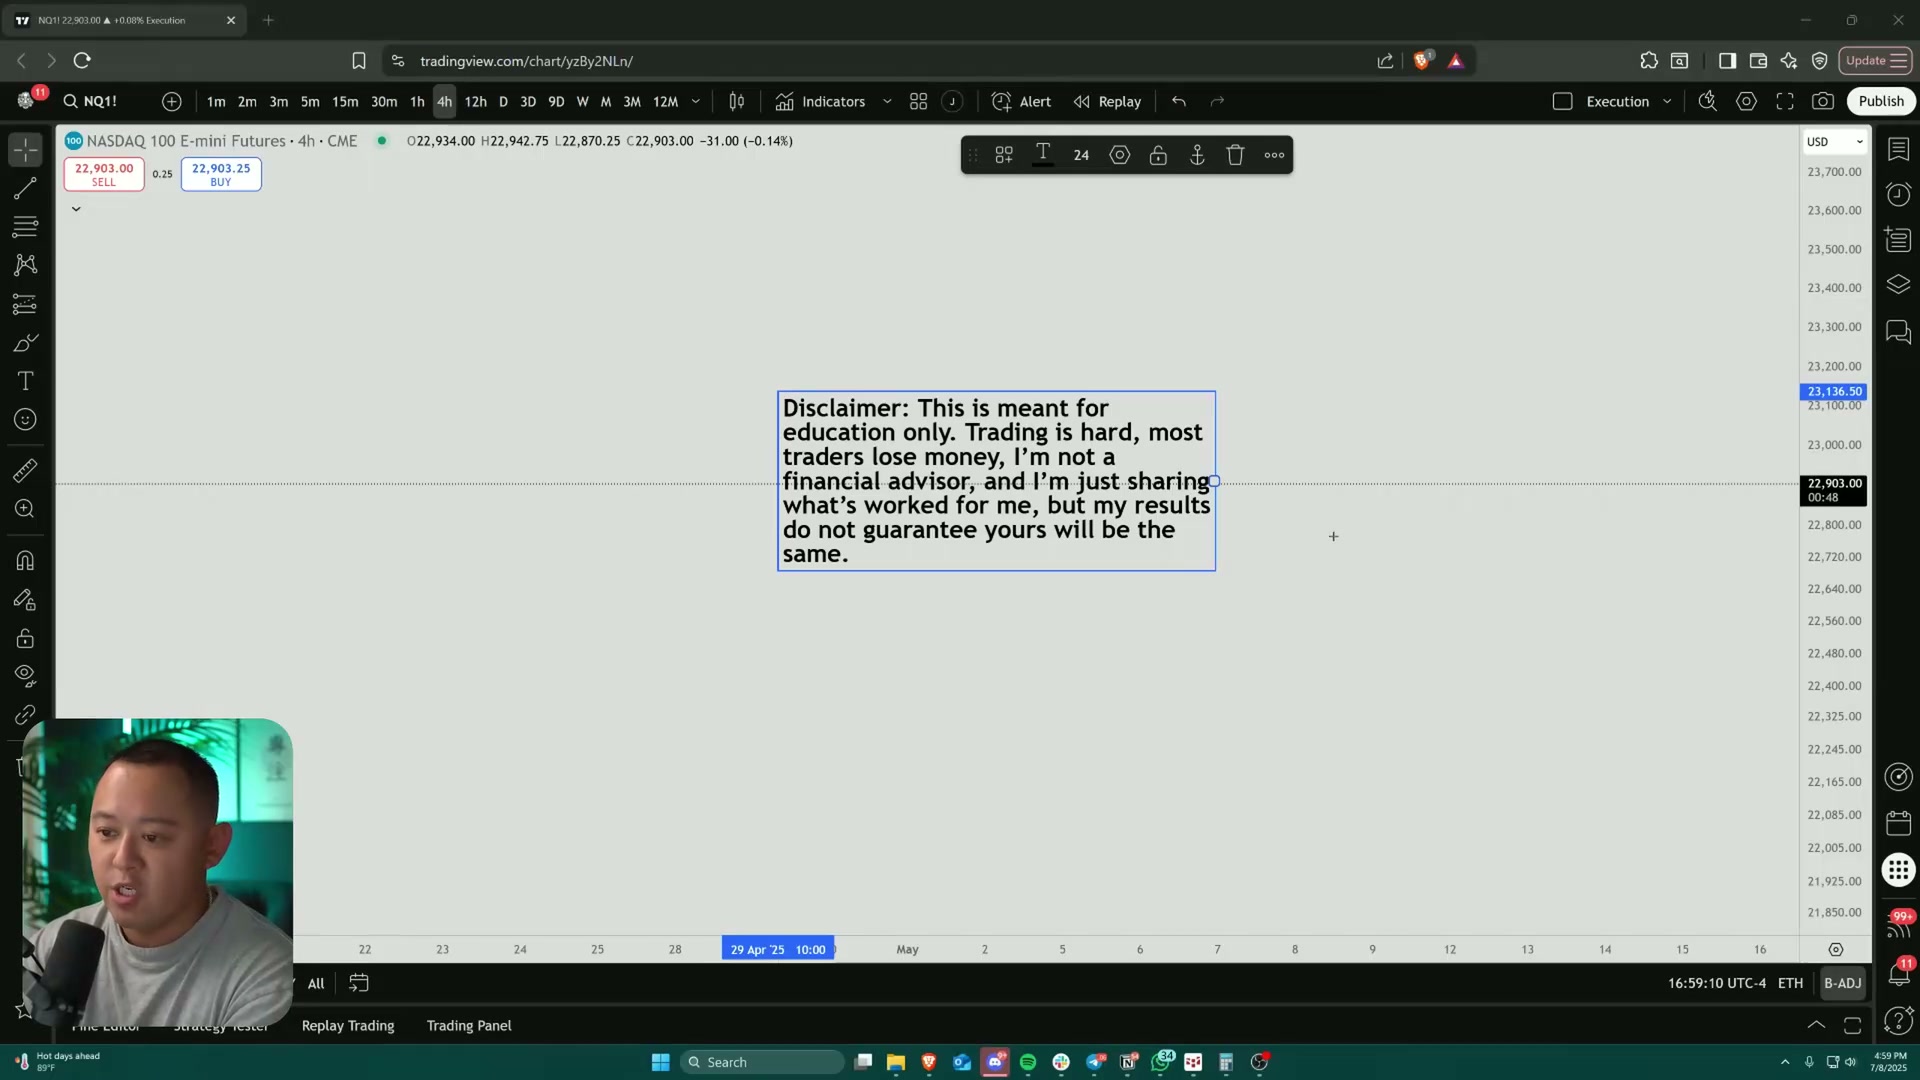 NQ1! 22,903.00 ▲ +0.08% Execution
tradingview.com/chart/yzBy2NLn/
1
Update
11
NQ1!
1m 2m 3m 5m 15m 30m 1h 4h 12h D 3D 9D W M 3M 12M
Indicators
J
Alert
Replay
Execution
Publish
100 NASDAQ 100 E-mini Futures · 4h · CME
O22,934.00 H22,942.75 L22,870.25 C22,903.00 −31.00 (−0.14%)
24
USD
22,903.00
SELL
0.25
22,903.25
BUY
23,700.00
23,600.00
23,500.00
23,400.00
23,300.00
23,200.00
23,136.50
23,100.00
23,000.00
22,903.00
00:48
22,800.00
22,720.00
22,640.00
22,560.00
22,480.00
22,400.00
22,325.00
22,245.00
22,165.00
22,085.00
22,005.00
21,925.00
21,850.00
Disclaimer: This is meant for
education only. Trading is hard, most
traders lose money, I’m not a
financial advisor, and I’m just sharing
what’s worked for me, but my results
do not guarantee yours will be the
same.
22 23 24 25 28 29 Apr '25 10:00 May 2 5 6 7 8 9 12 13 14 15 16
99+
11
All
16:59:10 UTC-4 ETH B-ADJ
Strategy Tester
Replay Trading
Trading Panel
Hot days ahead
89°F
Search
34
4:59 PM
7/8/2025